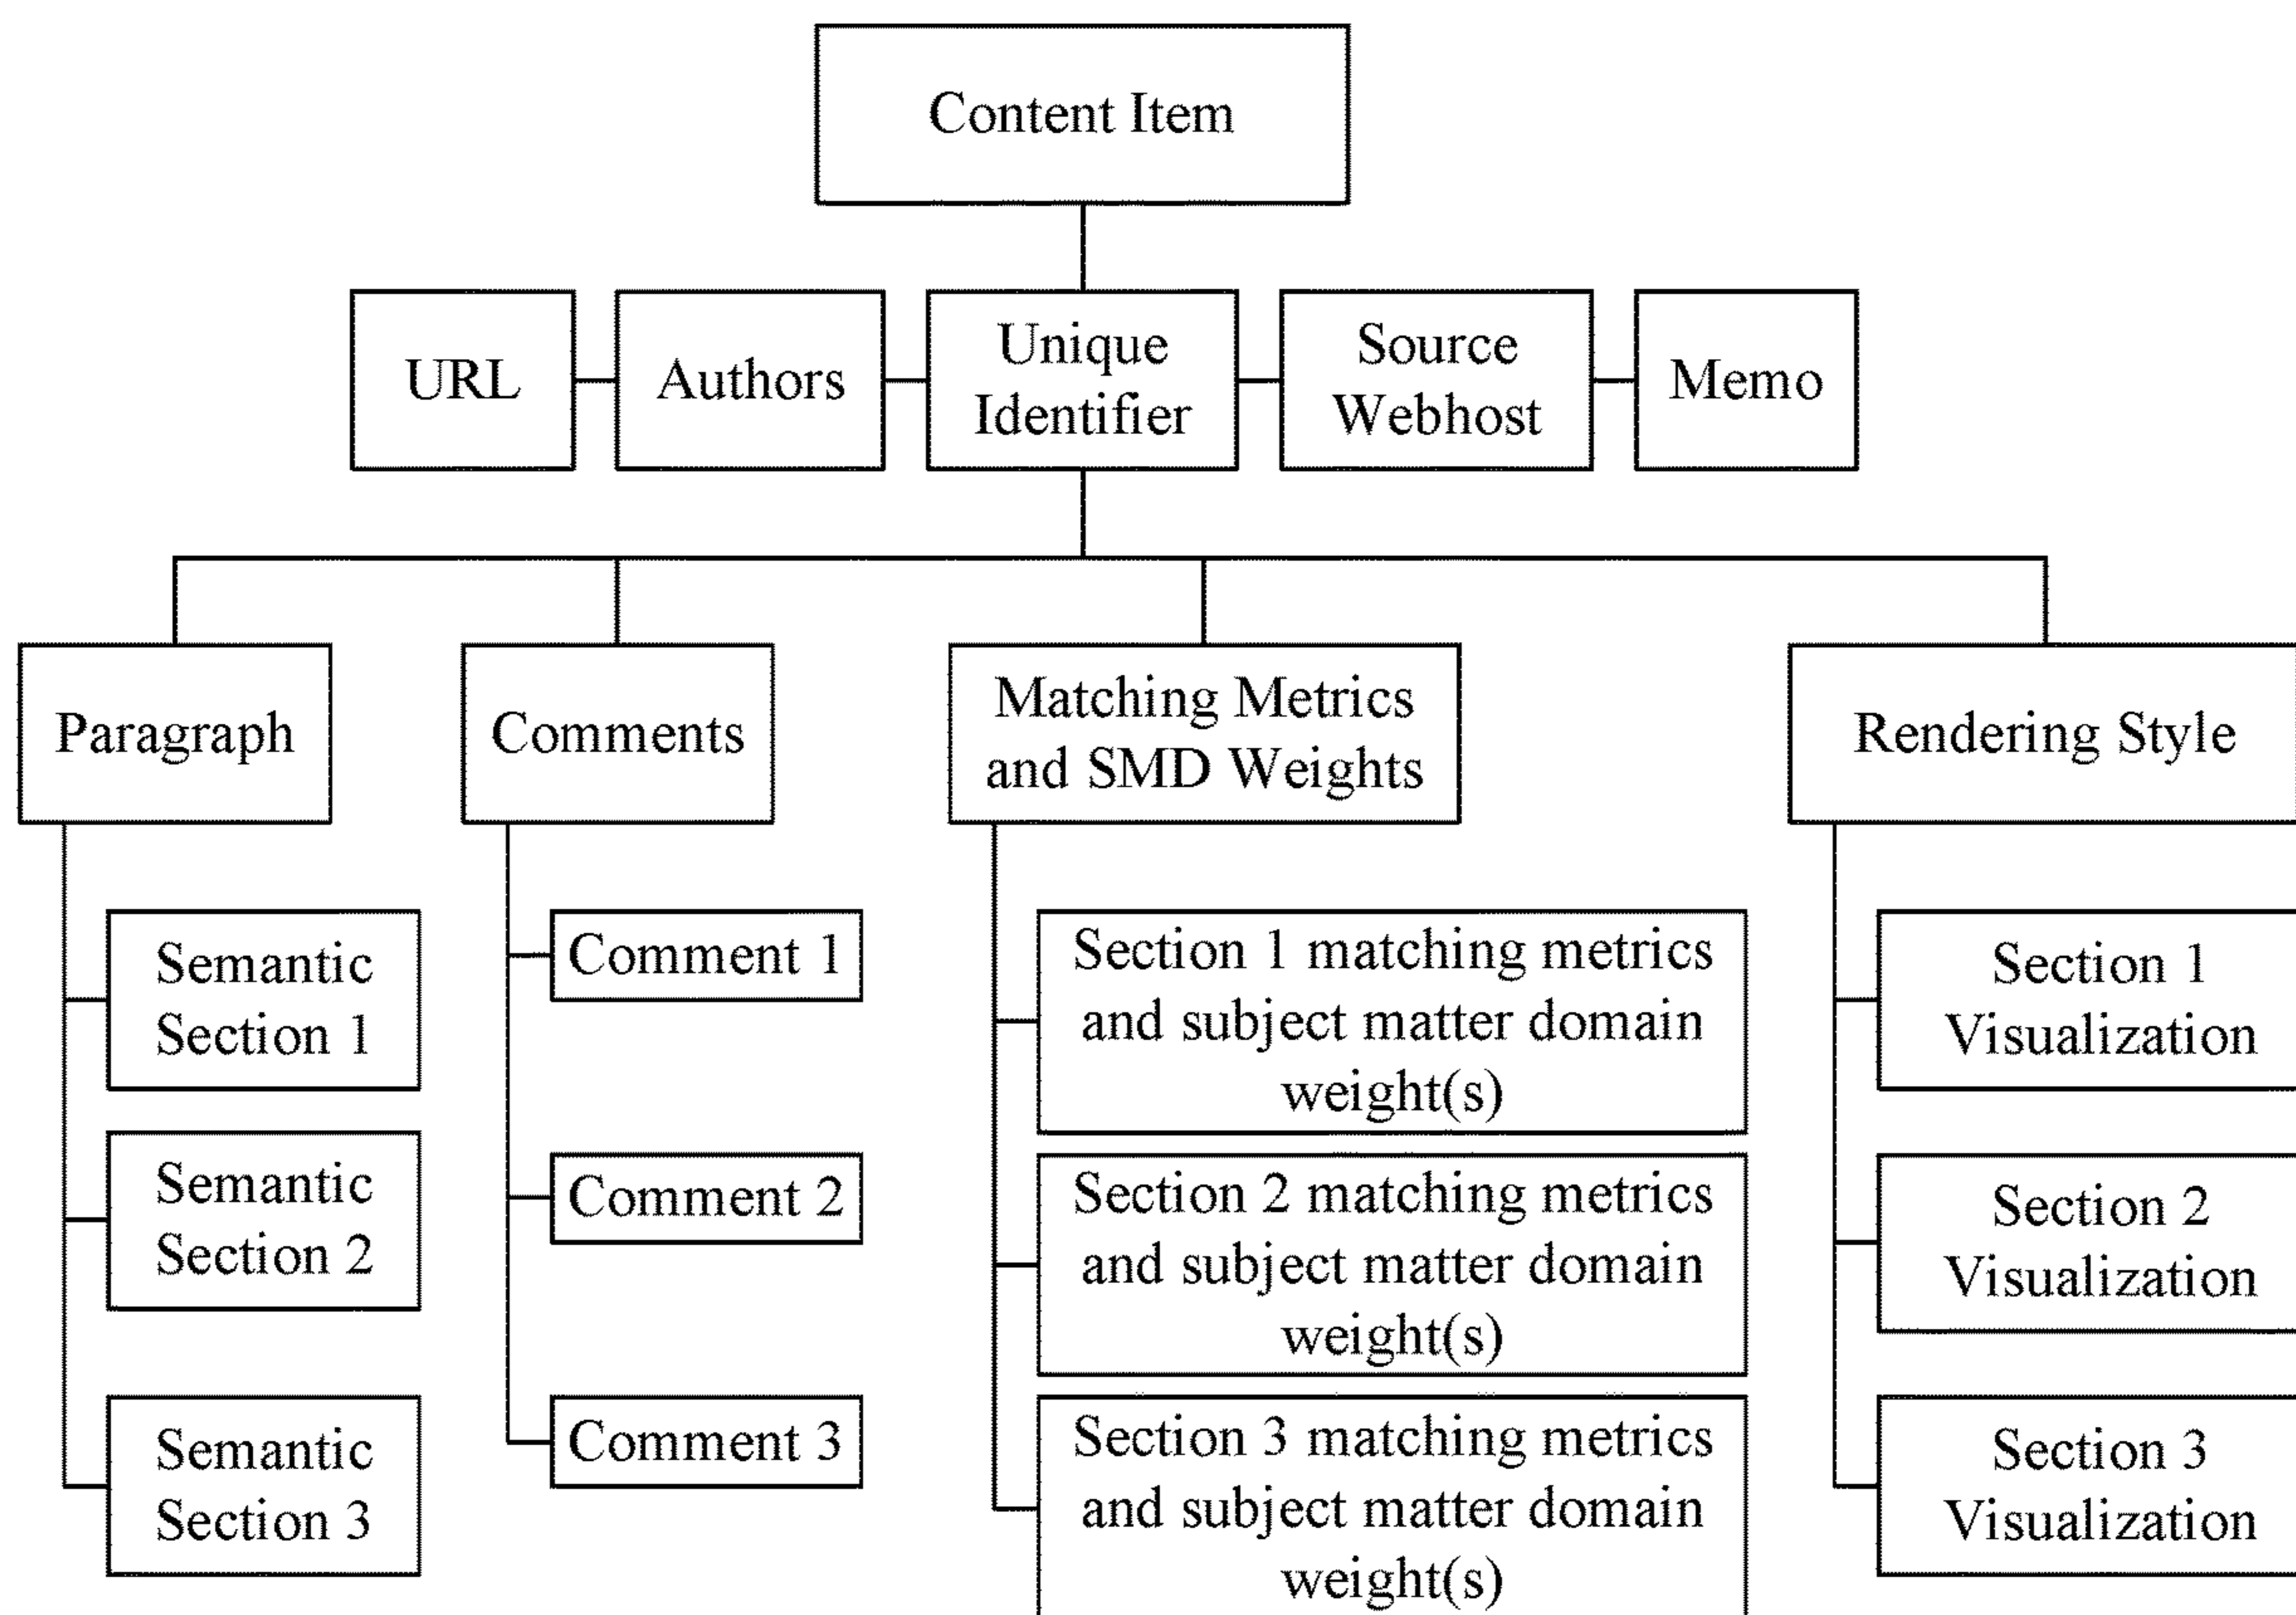 Content Item
URL
Authors
Unique
Identifier
Source
Webhost
Memo
Paragraph
Comments
Matching Metrics
and SMD Weights
Rendering Style
Semantic
Section 1
Semantic
Section 2
Semantic
Section 3
Comment 1
Comment 2
Comment 3
Section 1 matching metrics
and subject matter domain
weight(s)
Section 2 matching metrics
and subject matter domain
weight(s)
Section 3 matching metrics
and subject matter domain
weight(s)
Section 1
Visualization
Section 2
Visualization
Section 3
Visualization